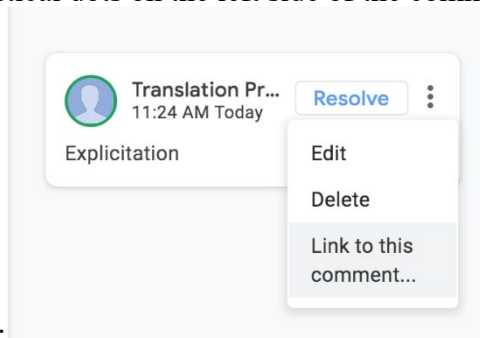 Translation Pr...
Resolve
11:24 AM Today
Explicitation
Edit
Delete
Link to this
comment...
.